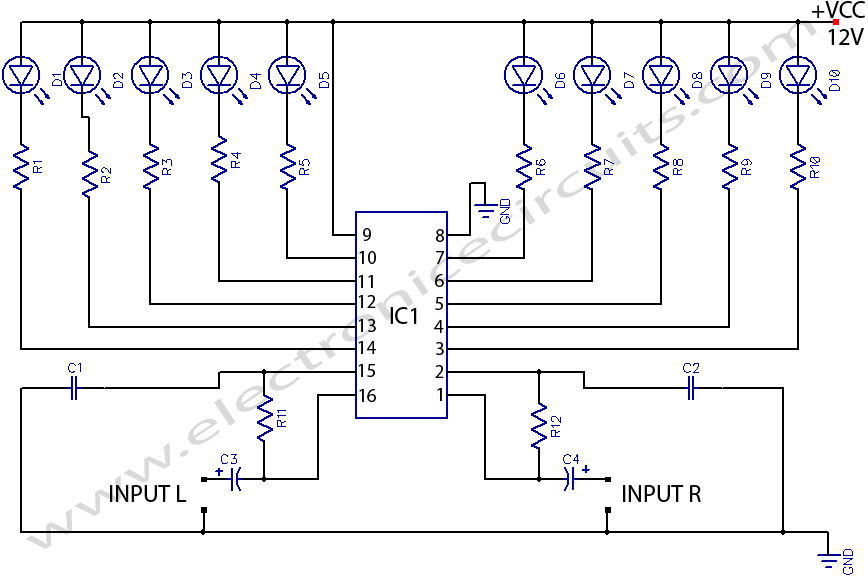 +VCC
12V
D1 D2 D3 D4 D5 D6 D7 D8 D9 D10
R1 R2 R3 R4 R5 R6 R7 R8 R9 R10
GND
9 8
10 7
11 6
12 5
IC1
13 4
14 3
15 2
16 1
C1 C2
R11 R12
C3 C4
+ +
INPUT L INPUT R
GND
www.electronicecircuits.com